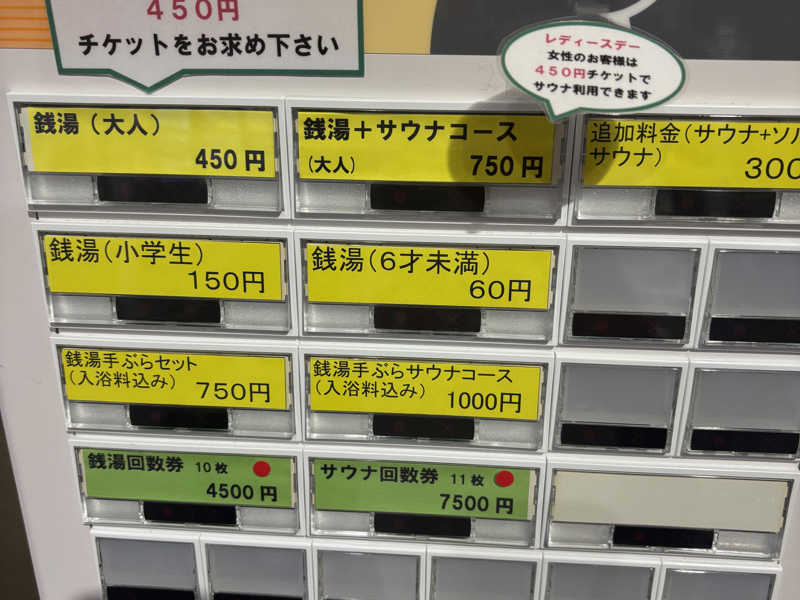 450円
チケットをお求め下さい
レディースデー
女性のお客様は
450円チケットで
サウナ利用できます
銭湯（大人）
450円
銭湯＋サウナコース
(大人) 750円
追加料金(サウナ+ソル
サウナ) 300
銭湯(小学生)
150円
銭湯(6才未満)
60円
銭湯手ぶらセット
(入浴料込み) 750円
銭湯手ぶらサウナコース
(入浴料込み) 1000円
銭湯回数券 10枚
4500円
サウナ回数券 11枚
7500円